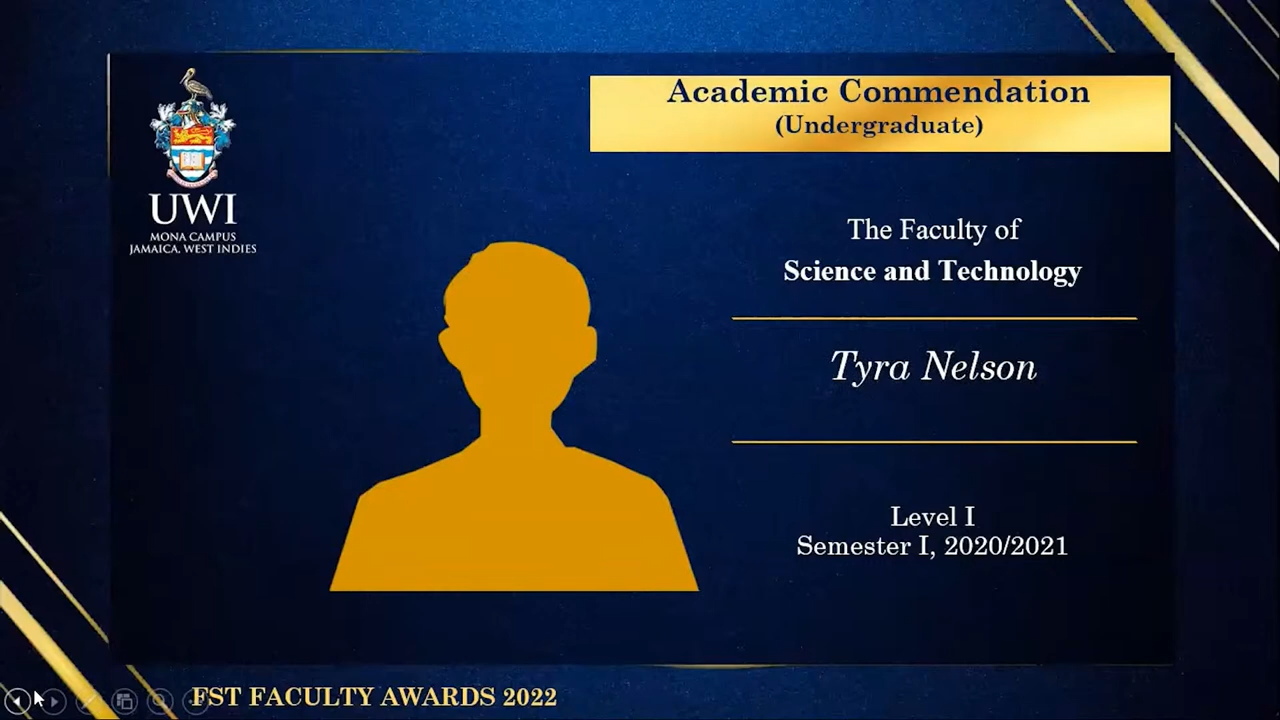 Academic Commendation
(Undergraduate)
UWI
MONA CAMPUS
JAMAICA, WEST INDIES
The Faculty of
Science and Technology
Tyra Nelson
Level I
Semester I, 2020/2021
FST FACULTY AWARDS 2022